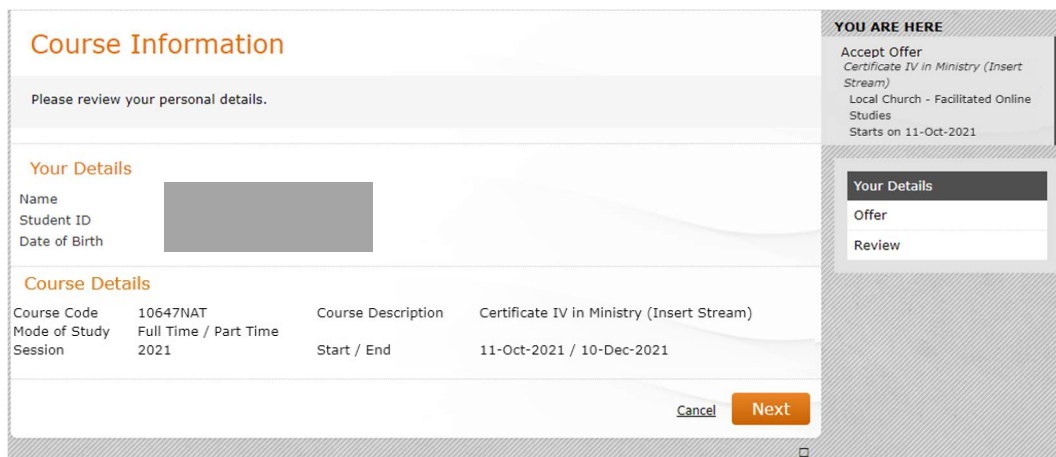 Course Information
Please review your personal details.
Your Details
Name
Student ID
Date of Birth
Course Details
Course Code 10647NAT Course Description Certificate IV in Ministry (Insert Stream)
Mode of Study Full Time / Part Time
Session 2021 Start / End 11-Oct-2021 / 10-Dec-2021
Cancel Next
YOU ARE HERE
Accept Offer
Certificate IV in Ministry (Insert
Stream)
Local Church - Facilitated Online
Studies
Starts on 11-Oct-2021
Your Details
Offer
Review